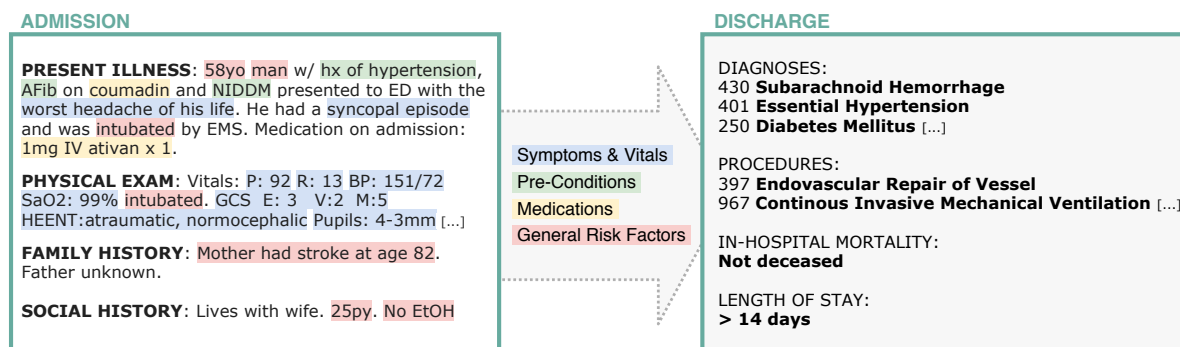 ADMISSION
PRESENT ILLNESS: 58yo man w/ hx of hypertension,
AFib on coumadin and NIDDM presented to ED with the
worst headache of his life. He had a syncopal episode
and was intubated by EMS. Medication on admission:
1mg IV ativan x 1.
PHYSICAL EXAM: Vitals: P: 92 R: 13 BP: 151/72
SaO2: 99% intubated. GCS E: 3 V:2 M:5
HEENT:atraumatic, normocephalic Pupils: 4-3mm [...]
FAMILY HISTORY: Mother had stroke at age 82.
Father unknown.
SOCIAL HISTORY: Lives with wife. 25py. No EtOH
Symptoms & Vitals
Pre-Conditions
Medications
General Risk Factors
DISCHARGE
DIAGNOSES:
430 Subarachnoid Hemorrhage
401 Essential Hypertension
250 Diabetes Mellitus [...]
PROCEDURES:
397 Endovascular Repair of Vessel
967 Continous Invasive Mechanical Ventilation [...]
IN-HOSPITAL MORTALITY:
Not deceased
LENGTH OF STAY:
> 14 days